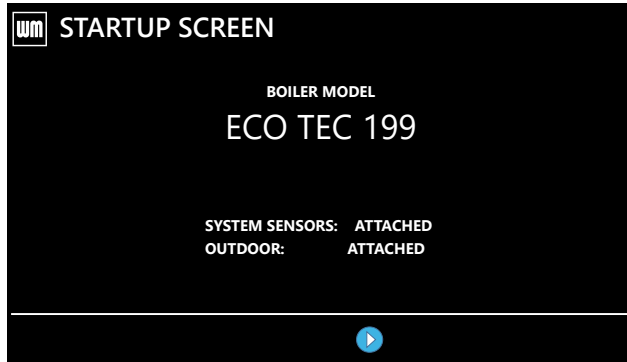 wm STARTUP SCREEN
BOILER MODEL
ECO TEC 199
SYSTEM SENSORS: ATTACHED
OUTDOOR: ATTACHED